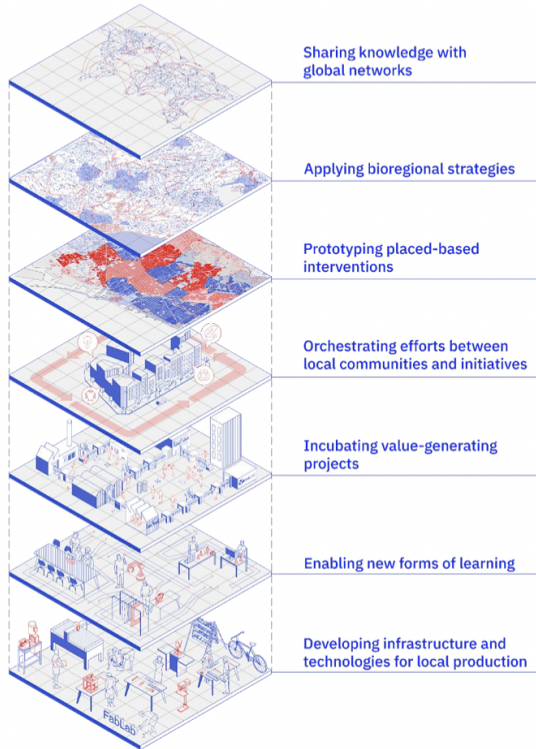 Sharing knowledge with
global networks
Applying bioregional strategies
Prototyping placed-based
interventions
Orchestrating efforts between
local communities and initiatives
Incubating value-generating
projects
Enabling new forms of learning
Developing infrastructure and
technologies for local production
FabLab